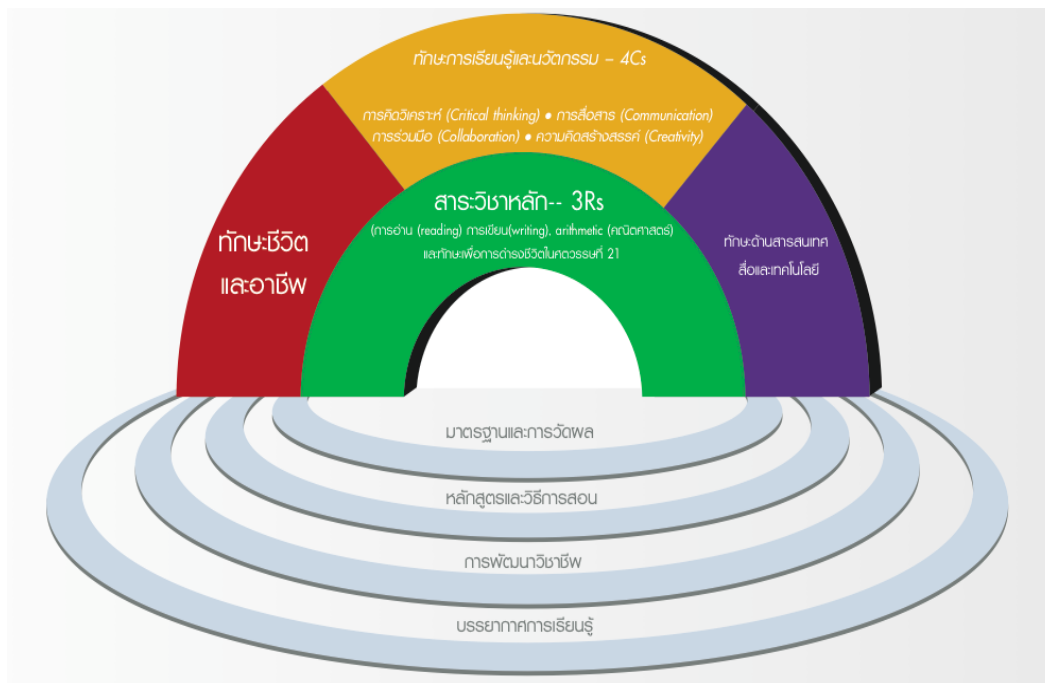 ทักษะการเรียนรู้และนวัตกรรม – 4Cs
การคิดวิเคราะห์ (Critical thinking) ● การสื่อสาร (Communication)
การร่วมมือ (Collaboration) ● ความคิดสร้างสรรค์ (Creativity)
สาระวิชาหลัก-- 3Rs
(การอ่าน (reading) การเขียน(writing), arithmetic (คณิตศาสตร์)
และทักษะเพื่อการดำรงชีวิตในศตวรรษที่ 21
ทักษะชีวิต
และอาชีพ
ทักษะด้านสารสนเทศ
สื่อและเทคโนโลยี
มาตรฐานและการวัดผล
หลักสูตรและวิธีการสอน
การพัฒนาวิชาชีพ
บรรยากาศการเรียนรู้